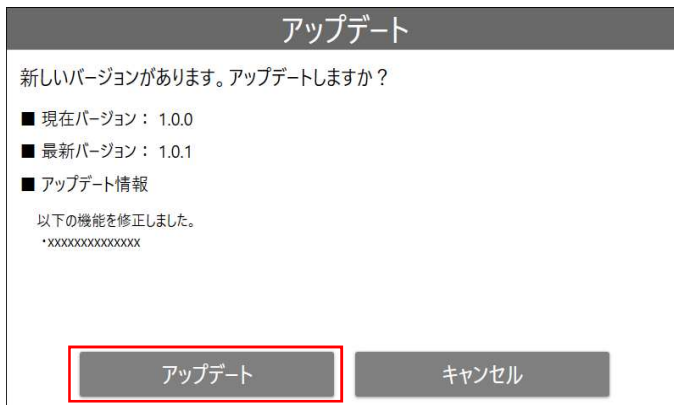 アップデート
新しいバージョンがあります。アップデートしますか？
■ 現在バージョン： 1.0.0
■ 最新バージョン： 1.0.1
■ アップデート情報
以下の機能を修正しました。
・xxxxxxxxxxxxxx
アップデート
キャンセル